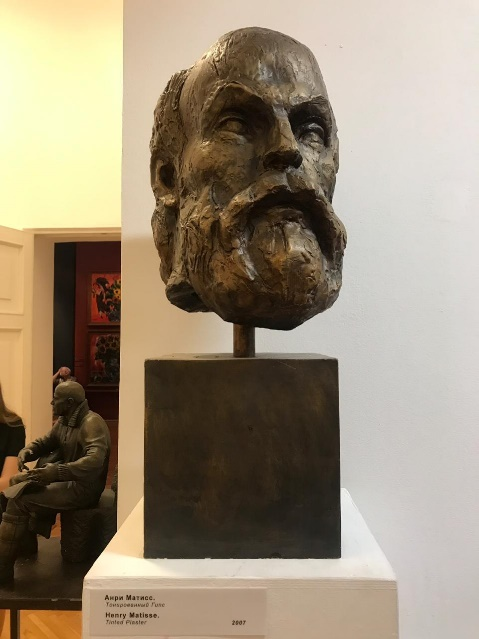 Анри Матисс.
Тонированный Гипс
Henry Matisse.
Tinted Plaster 2007